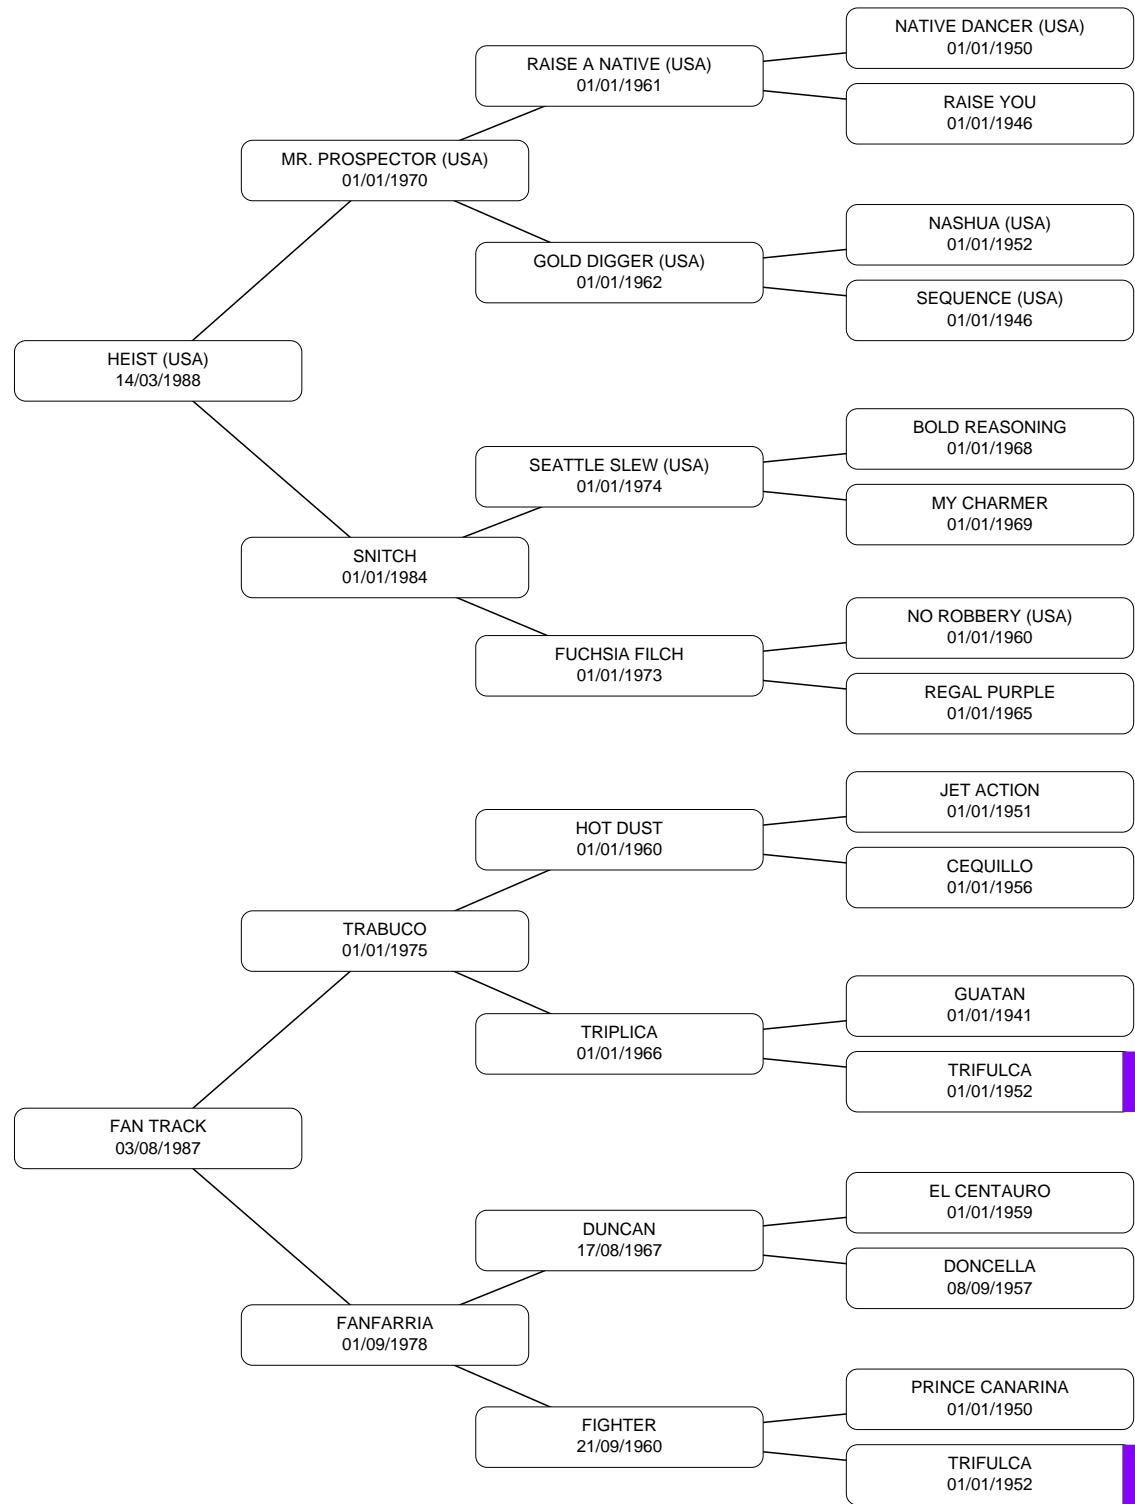 NATIVE DANCER (USA)
01/01/1950
RAISE A NATIVE (USA)
01/01/1961
RAISE YOU
01/01/1946
MR. PROSPECTOR (USA)
01/01/1970
NASHUA (USA)
01/01/1952
GOLD DIGGER (USA)
01/01/1962
SEQUENCE (USA)
01/01/1946
HEIST (USA)
14/03/1988
BOLD REASONING
01/01/1968
SEATTLE SLEW (USA)
01/01/1974
MY CHARMER
01/01/1969
SNITCH
01/01/1984
NO ROBBERY (USA)
01/01/1960
FUCHSIA FILCH
01/01/1973
REGAL PURPLE
01/01/1965
JET ACTION
01/01/1951
HOT DUST
01/01/1960
CEQUILLO
01/01/1956
TRABUCO
01/01/1975
GUATAN
01/01/1941
TRIPLICA
01/01/1966
TRIFULCA
01/01/1952
FAN TRACK
03/08/1987
EL CENTAURO
01/01/1959
DUNCAN
17/08/1967
DONCELLA
08/09/1957
FANFARRIA
01/09/1978
PRINCE CANARINA
01/01/1950
FIGHTER
21/09/1960
TRIFULCA
01/01/1952